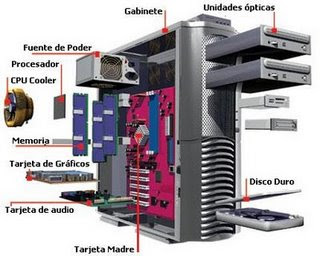 Gabinete
Unidades ópticas
Fuente de Poder
Procesador
CPU Cooler
Memoria
Tarjeta de Gráficos
Tarjeta de audio
Disco Duro
Tarjeta Madre